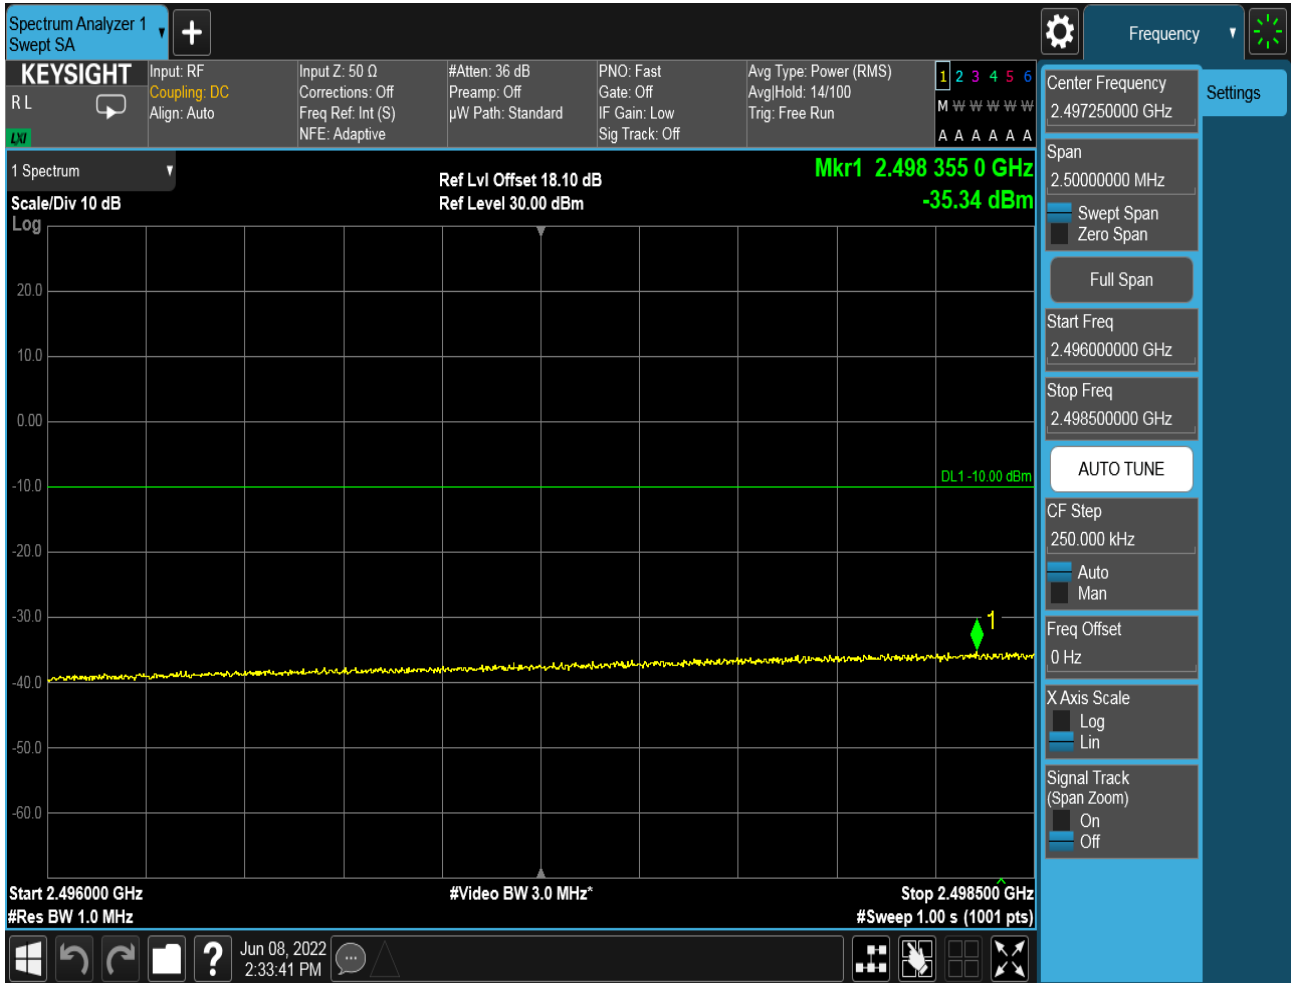 Spectrum Analyzer 1
Swept SA
Frequency
KEYSIGHT
R L
LXI
Input: RF
Coupling: DC
Align: Auto
Input Z: 50 Ω
Corrections: Off
Freq Ref: Int (S)
NFE: Adaptive
#Atten: 36 dB
Preamp: Off
µW Path: Standard
PNO: Fast
Gate: Off
IF Gain: Low
Sig Track: Off
Avg Type: Power (RMS)
Avg|Hold: 14/100
Trig: Free Run
1 2 3 4 5 6
M W W W W W
A A A A A A
1 Spectrum
Scale/Div 10 dB
Log
Ref Lvl Offset 18.10 dB
Ref Level 30.00 dBm
Mkr1 2.498 355 0 GHz
-35.34 dBm
20.0
10.0
0.00
-10.0
-20.0
-30.0
-40.0
-50.0
-60.0
DL1 -10.00 dBm
1
Start 2.496000 GHz
#Res BW 1.0 MHz
#Video BW 3.0 MHz*
Stop 2.498500 GHz
#Sweep 1.00 s (1001 pts)
Center Frequency
2.497250000 GHz
Settings
Span
2.50000000 MHz
Swept Span
Zero Span
Full Span
Start Freq
2.496000000 GHz
Stop Freq
2.498500000 GHz
AUTO TUNE
CF Step
250.000 kHz
Auto
Man
Freq Offset
0 Hz
X Axis Scale
Log
Lin
Signal Track
(Span Zoom)
On
Off
?
Jun 08, 2022
2:33:41 PM